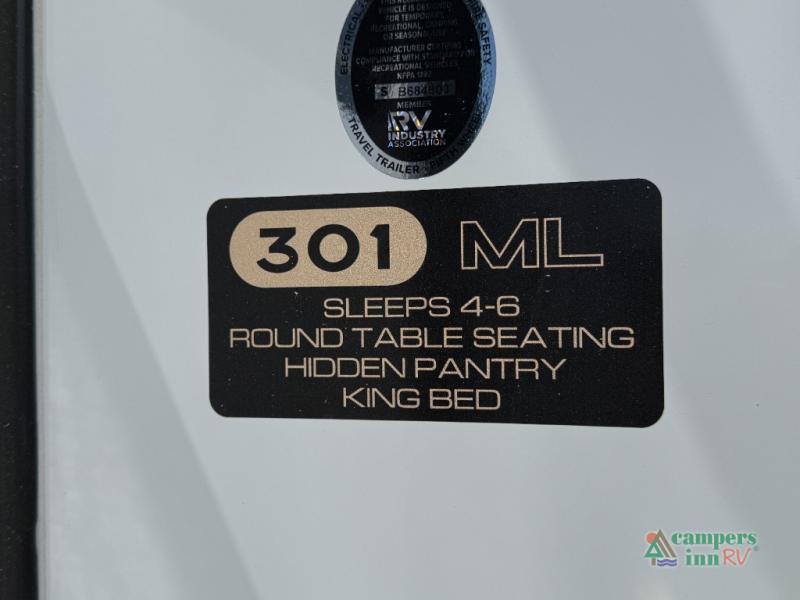 VEHICLE IS DESIGNED
FOR TEMPORARY,
RECREATIONAL, CAMPING
OR SEASONAL USE
MANUFACTURER CERTIFIES
COMPLIANCE WITH STANDARD FOR
RECREATIONAL VEHICLES,
NFPA 1192
ELECTRICAL
SAFETY
S/
MEMBER
RV
INDUSTRY
ASSOCIATION
TRAVEL TRAILER
301 ML
SLEEPS 4-6
ROUND TABLE SEATING
HIDDEN PANTRY
KING BED
campers
inn RV®